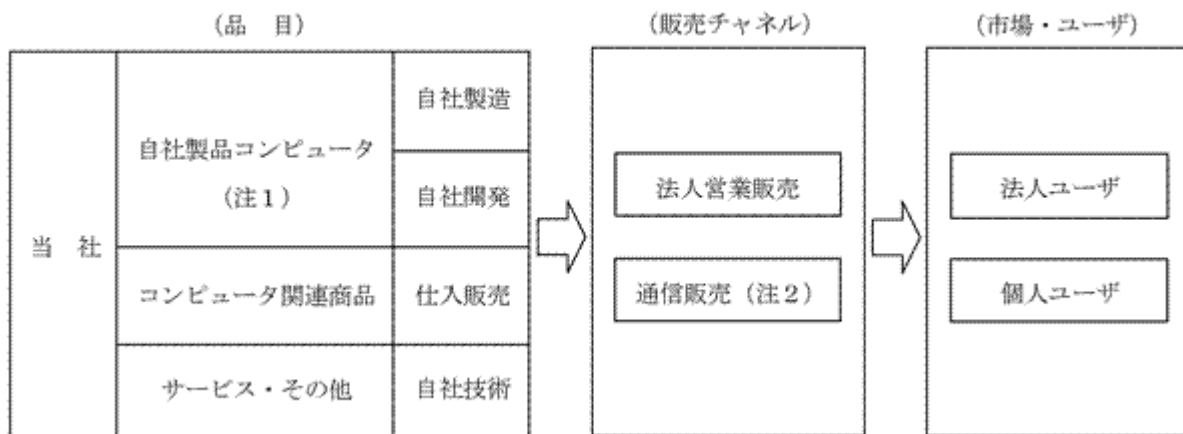 (品 目)
(販売チャネル)
(市場・ユーザ)
当 社
自社製品コンピュータ
(注1)
自社製造
自社開発
コンピュータ関連商品
仕入販売
サービス・その他
自社技術
法人営業販売
通信販売(注2)
法人ユーザ
個人ユーザ